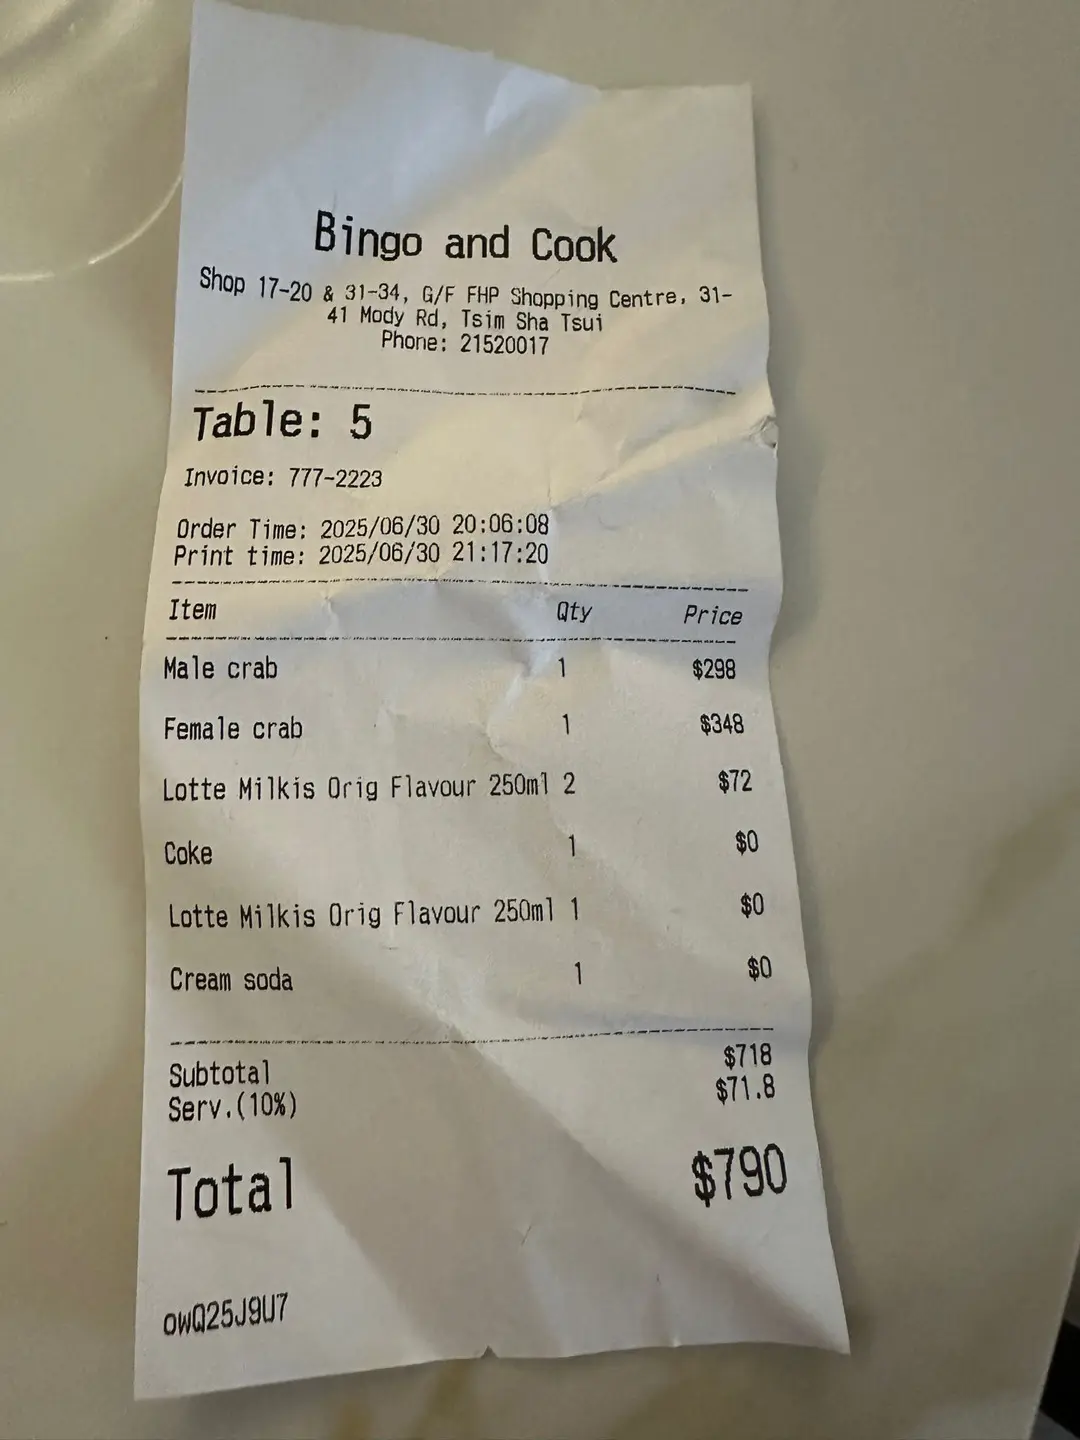 Bingo and Cook
Shop 17-20 & 31-34, G/F FHP Shopping Centre, 31-
41 Mody Rd, Tsim Sha Tsui
Phone: 21520017
Table: 5
Invoice: 777-2223
Order Time: 2025/06/30 20:06:08
Print time: 2025/06/30 21:17:20
Item Qty Price
Male crab 1 $298
Female crab 1 $348
Lotte Milkis Orig Flavour 250ml 2 $72
Coke 1 $0
Lotte Milkis Orig Flavour 250ml 1 $0
Cream soda 1 $0
Subtotal $718
Serv.(10%) $71.8
Total $790
owQ25J9U7